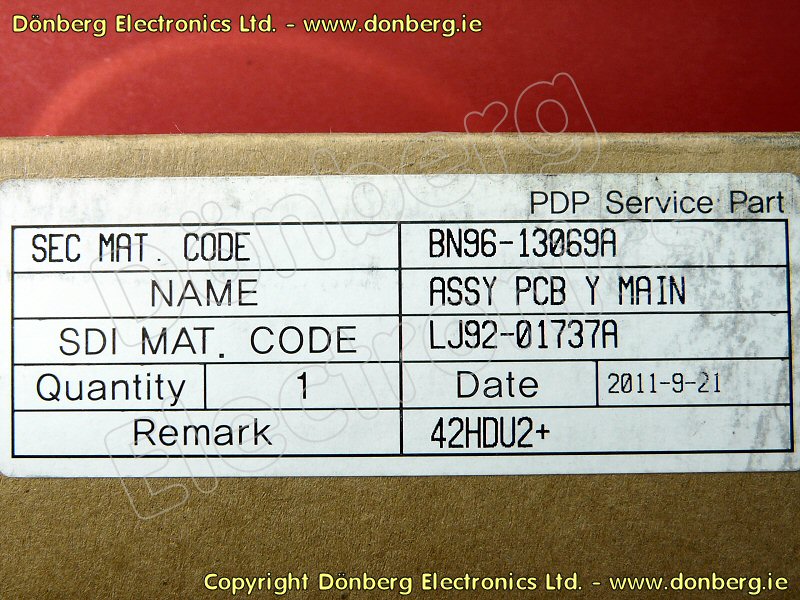 Dönberg Electronics Ltd. - www.donberg.ie
PDP Service Part
SEC MAT. CODE BN96-13069A
NAME ASSY PCB Y MAIN
SDI MAT. CODE LJ92-01737A
Quantity 1 Date 2011-9-21
Remark 42HDU2+
Dönberg
Electronics
Copyright Dönberg Electronics Ltd. - www.donberg.ie